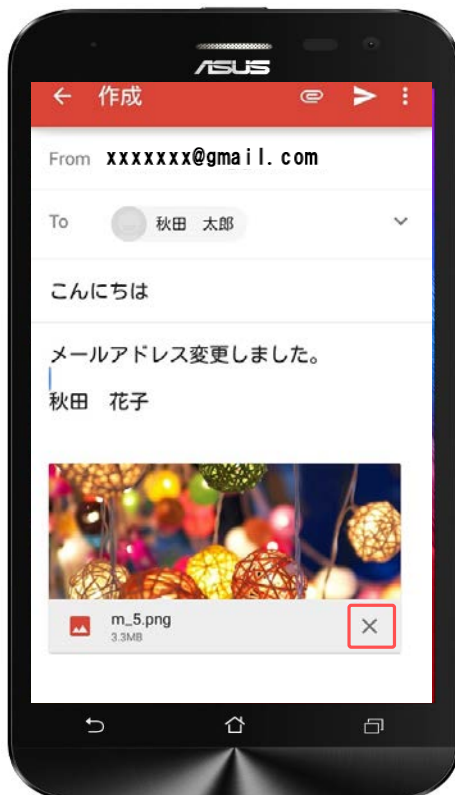 ASUS
作成
From xxxxxxx@gmail.com
To 秋田 太郎
こんにちは
メールアドレス変更しました。
秋田 花子
m_5.png
3.3MB